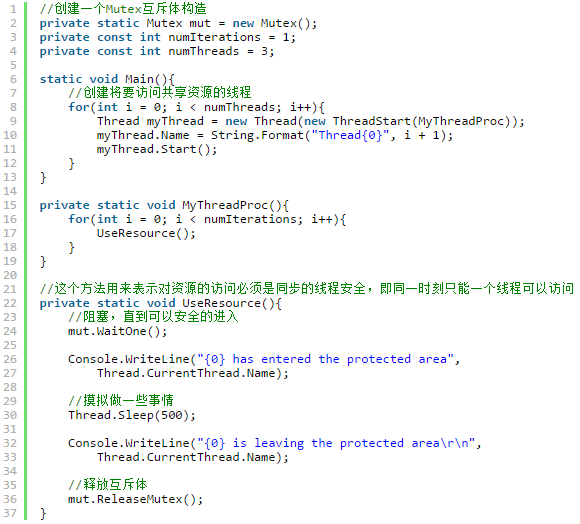 1 //创建一个Mutex互斥体构造
2 private static Mutex mut = new Mutex();
3 private const int numIterations = 1;
4 private const int numThreads = 3;
5
6 static void Main(){
7     //创建将要访问共享资源的线程
8     for(int i = 0; i < numThreads; i++){
9         Thread myThread = new Thread(new ThreadStart(MyThreadProc));
10         myThread.Name = String.Format("Thread{0}", i + 1);
11         myThread.Start();
12     }
13 }
14
15 private static void MyThreadProc(){
16     for(int i = 0; i < numIterations; i++){
17         UseResource();
18     }
19 }
20
21 //这个方法用来表示对资源的访问必须是同步的线程安全，即同一时刻只能一个线程可以访问
22 private static void UseResource(){
23     //阻塞，直到可以安全的进入
24     mut.WaitOne();
25
26     Console.WriteLine("{0} has entered the protected area",
27         Thread.CurrentThread.Name);
28
29     //摸拟做一些事情
30     Thread.Sleep(500);
31
32     Console.WriteLine("{0} is leaving the protected area\r\n",
33         Thread.CurrentThread.Name);
34
35     //释放互斥体
36     mut.ReleaseMutex();
37 }